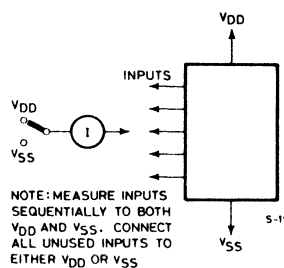 VDD
INPUTS
VDD
I
VSS
NOTE: MEASURE INPUTS
SEQUENTIALLY TO BOTH
VDD AND VSS. CONNECT
ALL UNUSED INPUTS TO
EITHER VDD OR VSS
VSS